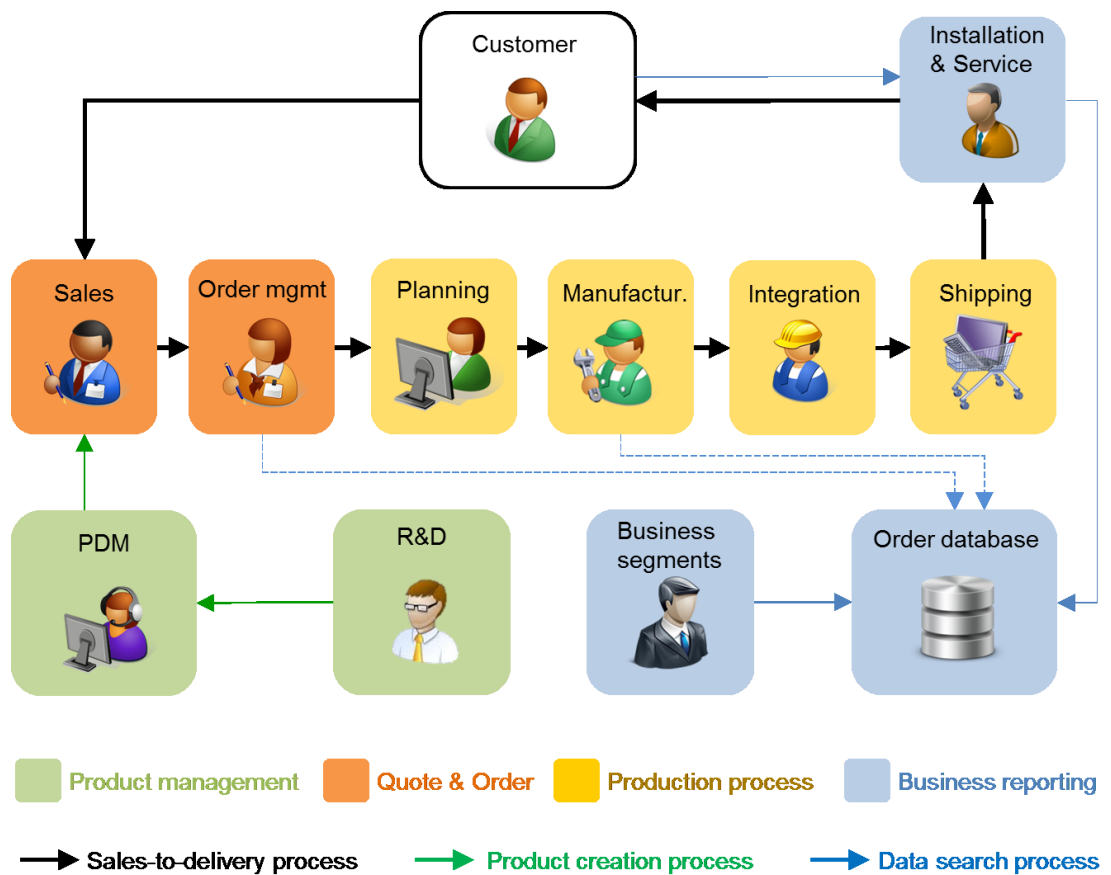 Customer
Installation
& Service
Sales
Order mgmt
Planning
Manufactur.
Integration
Shipping
PDM
R&D
Business
segments
Order database
Product management
Quote & Order
Production process
Business reporting
Sales-to-delivery process
Product creation process
Data search process